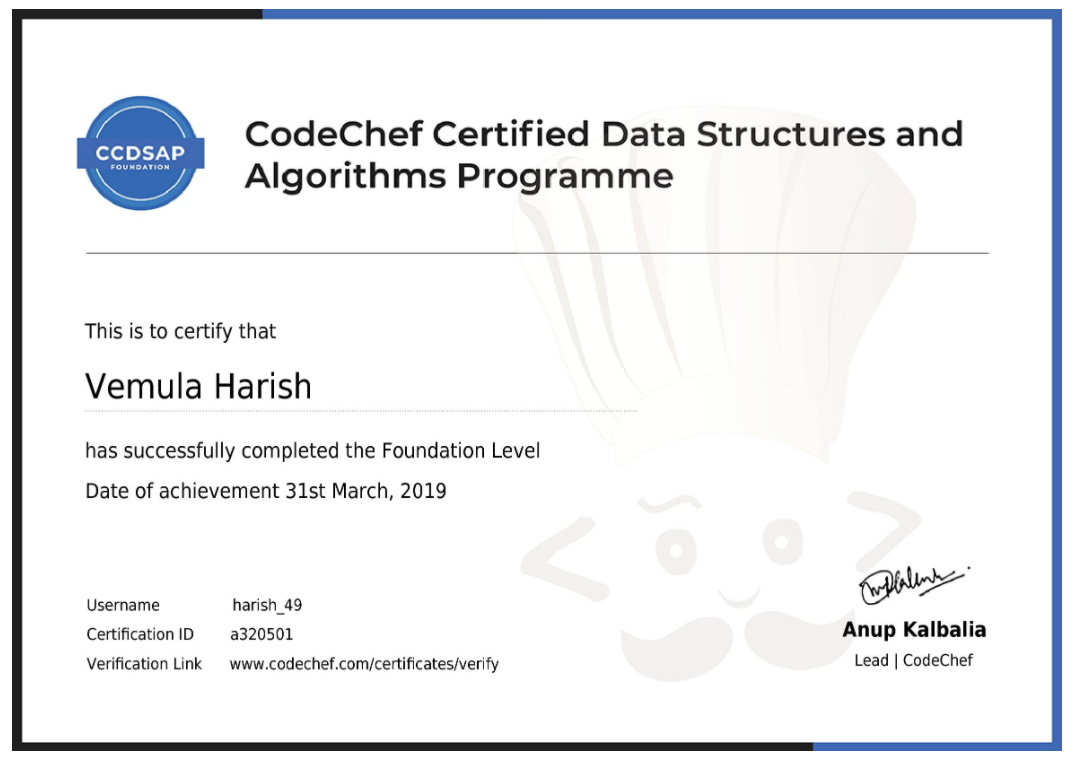 CCDSAP
FOUNDATION
CodeChef Certified Data Structures and
Algorithms Programme
This is to certify that
Vemula Harish
has successfully completed the Foundation Level
Date of achievement 31st March, 2019
Username harish_49
Certification ID a320501
Verification Link www.codechef.com/certificates/verify
Anup Kalbalia
Lead | CodeChef